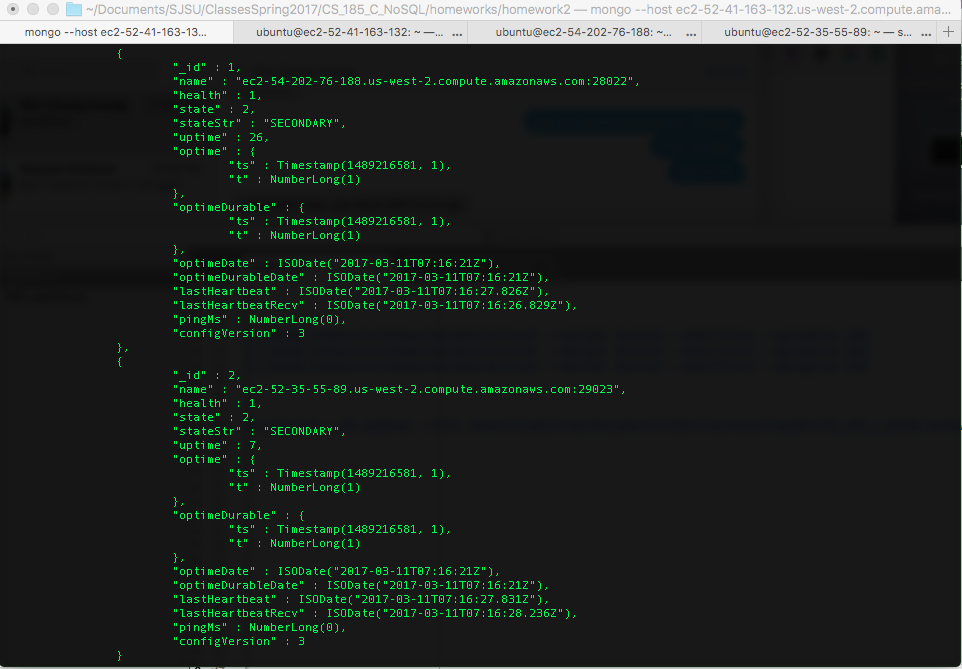 ~/Documents/SJSU/ClassesSpring2017/CS_185_C_NoSQL/homeworks/homework2 — mongo --host ec2-52-41-163-132.us-west-2.compute.ama...
mongo --host ec2-52-41-163-13... ubuntu@ec2-52-41-163-132: ~ —... ... ubuntu@ec2-54-202-76-188: ~... ... ubuntu@ec2-52-35-55-89: ~ — s... ... +
{
"_id" : 1,
"name" : "ec2-54-202-76-188.us-west-2.compute.amazonaws.com:28022",
"health" : 1,
"state" : 2,
"stateStr" : "SECONDARY",
"uptime" : 26,
"optime" : {
"ts" : Timestamp(1489216581, 1),
"t" : NumberLong(1)
},
"optimeDurable" : {
"ts" : Timestamp(1489216581, 1),
"t" : NumberLong(1)
},
"optimeDate" : ISODate("2017-03-11T07:16:21Z"),
"optimeDurableDate" : ISODate("2017-03-11T07:16:21Z"),
"lastHeartbeat" : ISODate("2017-03-11T07:16:27.826Z"),
"lastHeartbeatRecv" : ISODate("2017-03-11T07:16:26.829Z"),
"pingMs" : NumberLong(0),
"configVersion" : 3
},
{
"_id" : 2,
"name" : "ec2-52-35-55-89.us-west-2.compute.amazonaws.com:29023",
"health" : 1,
"state" : 2,
"stateStr" : "SECONDARY",
"uptime" : 7,
"optime" : {
"ts" : Timestamp(1489216581, 1),
"t" : NumberLong(1)
},
"optimeDurable" : {
"ts" : Timestamp(1489216581, 1),
"t" : NumberLong(1)
},
"optimeDate" : ISODate("2017-03-11T07:16:21Z"),
"optimeDurableDate" : ISODate("2017-03-11T07:16:21Z"),
"lastHeartbeat" : ISODate("2017-03-11T07:16:27.831Z"),
"lastHeartbeatRecv" : ISODate("2017-03-11T07:16:28.236Z"),
"pingMs" : NumberLong(0),
"configVersion" : 3
}